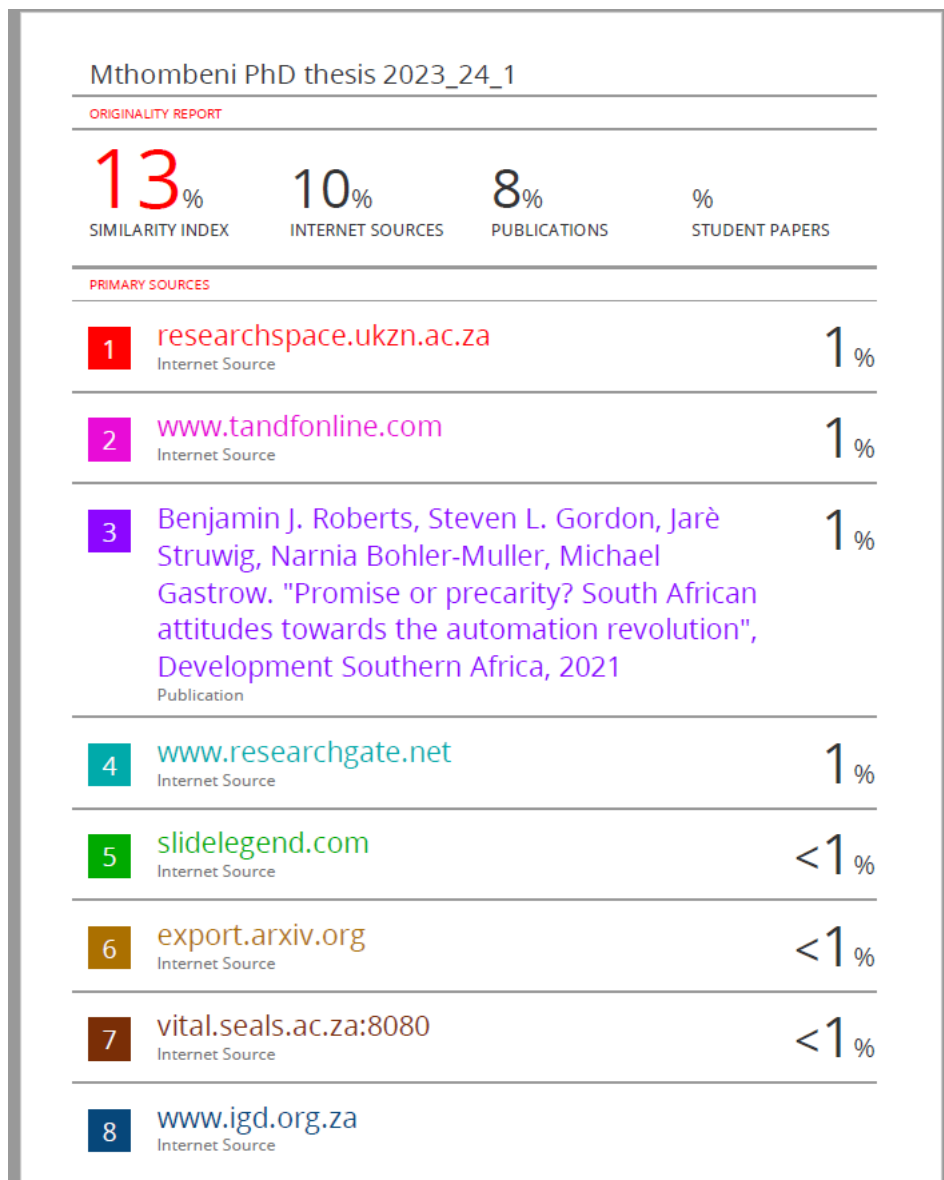 Mthombeni PhD thesis 2023_24_1
ORIGINALITY REPORT
13% 10% 8% %
SIMILARITY INDEX INTERNET SOURCES PUBLICATIONS STUDENT PAPERS
PRIMARY SOURCES
1 researchspace.ukzn.ac.za 1%
Internet Source
2 www.tandfonline.com 1%
Internet Source
3 Benjamin J. Roberts, Steven L. Gordon, Jarè 1%
Struwig, Narnia Bohler-Muller, Michael
Gastrow. "Promise or precarity? South African
attitudes towards the automation revolution",
Development Southern Africa, 2021
Publication
4 www.researchgate.net 1%
Internet Source
5 slidelegend.com <1%
Internet Source
6 export.arxiv.org <1%
Internet Source
7 vital.seals.ac.za:8080 <1%
Internet Source
8 www.igd.org.za
Internet Source